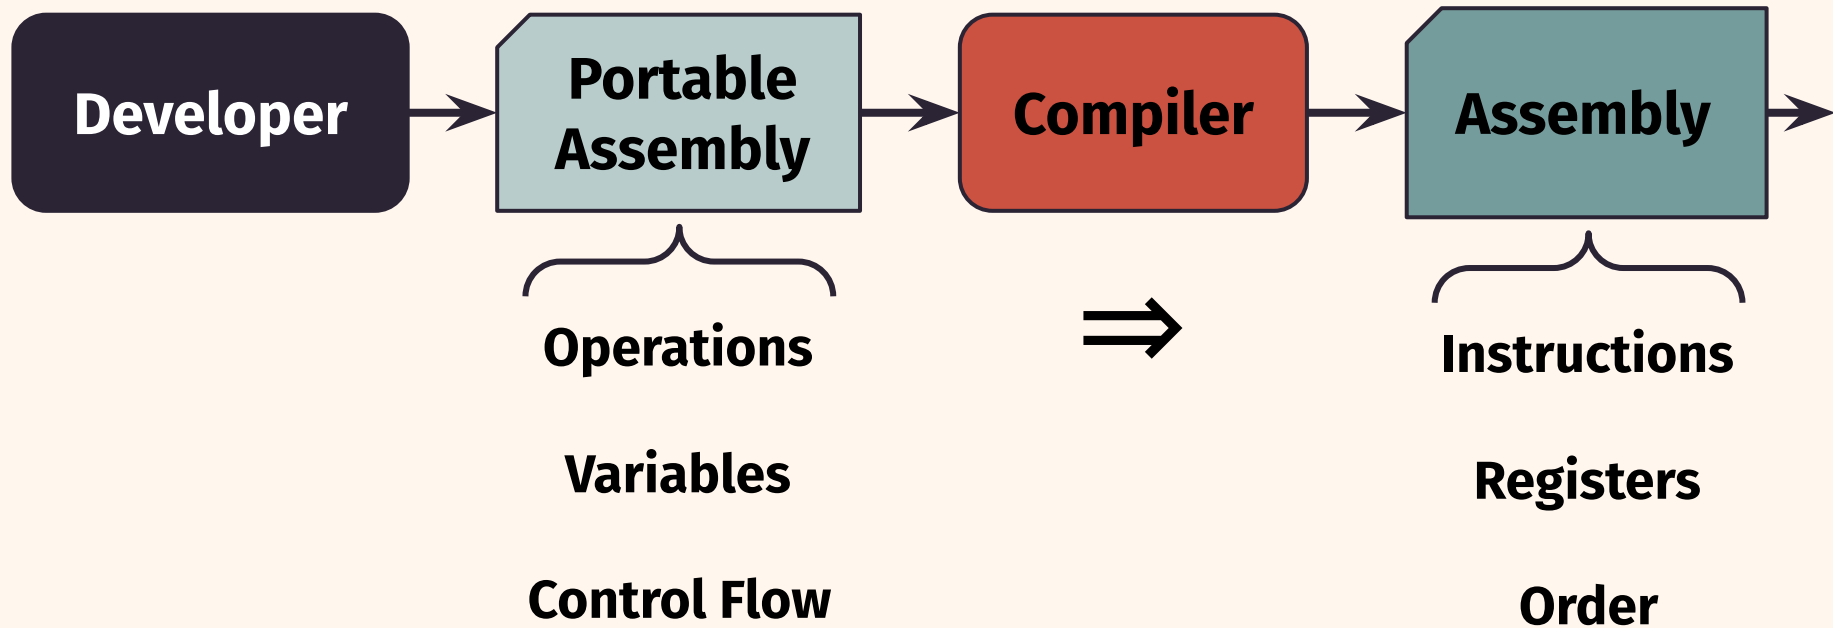 Developer
Portable
Assembly
Compiler
Assembly
Operations
⇒
Instructions
Variables
Registers
Control Flow
Order